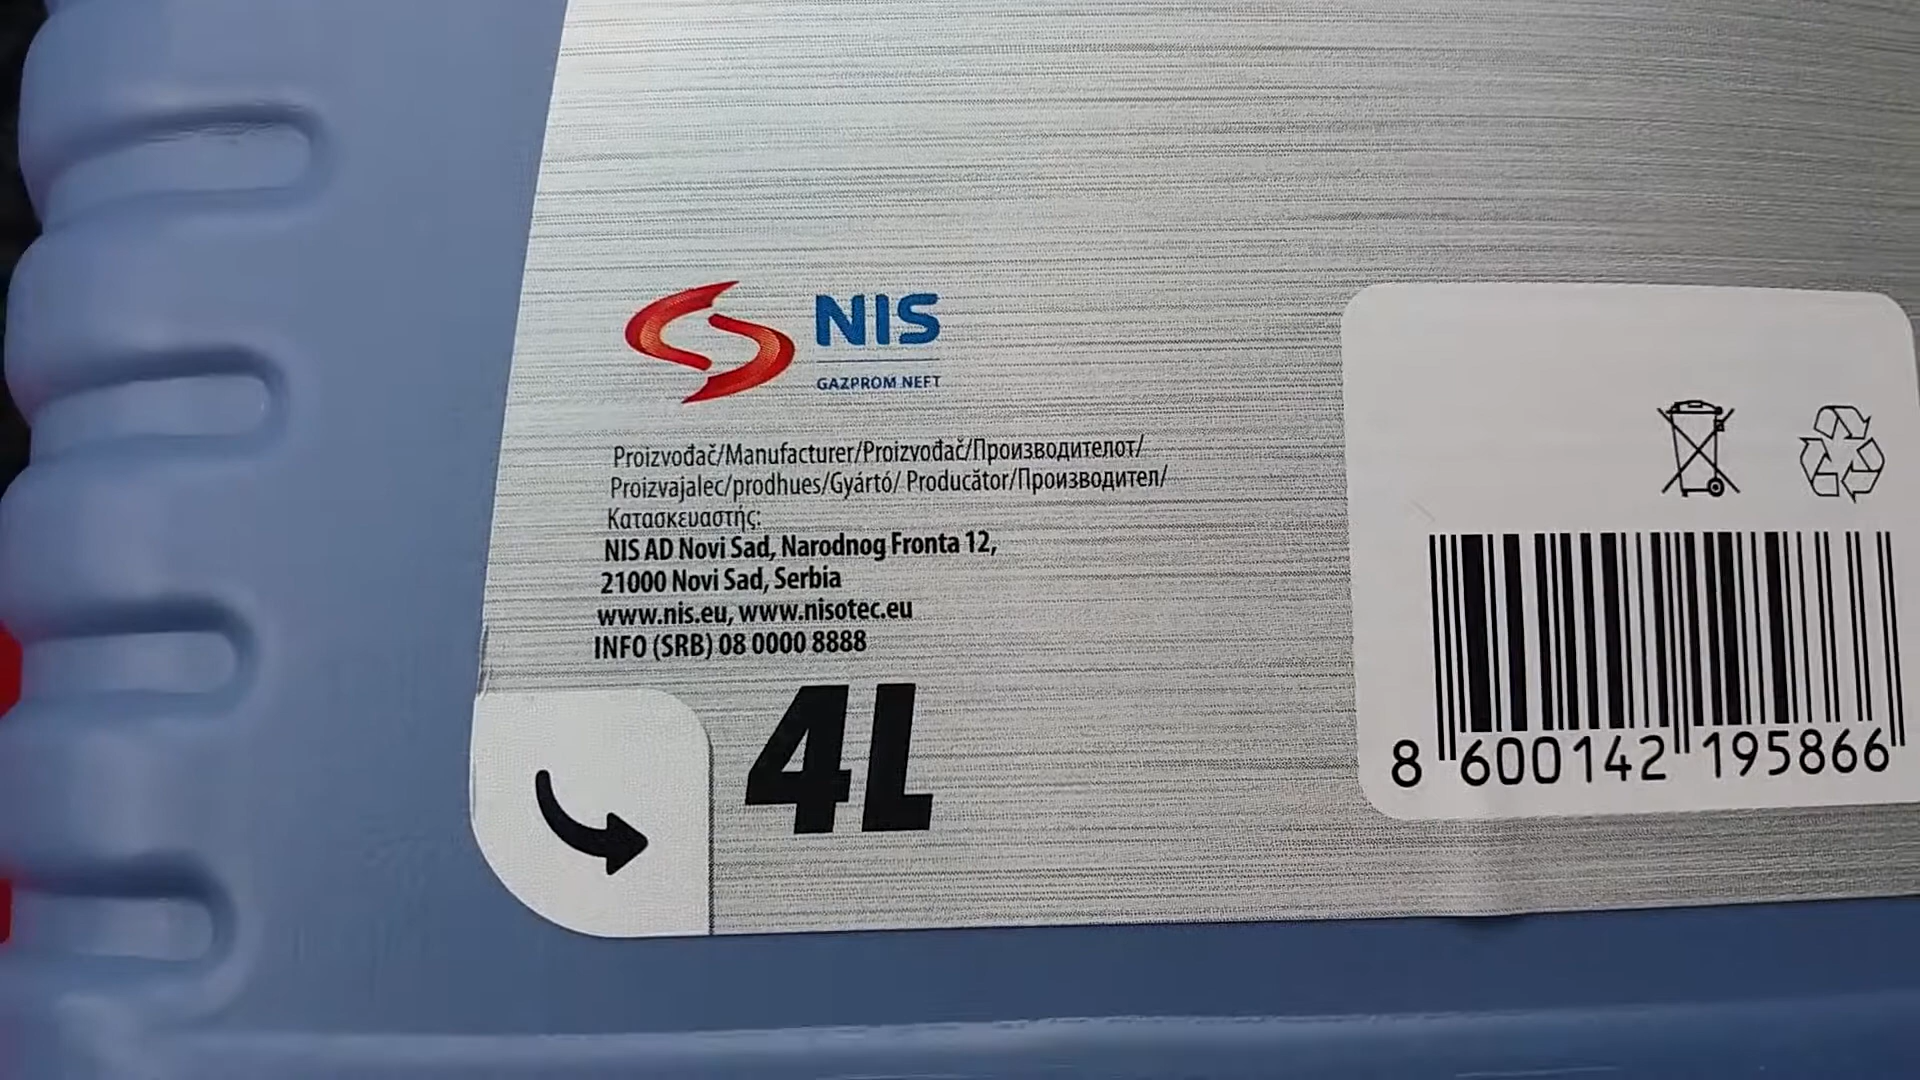 NIS
GAZPROM NEFT
Proizvođač/Manufacturer/Proizvođač/Производителот/
Proizvajalec/prodhues/Gyártó/ Producător/Производител/
Κατασκευαστής:
NIS AD Novi Sad, Narodnog Fronta 12,
21000 Novi Sad, Serbia
www.nis.eu, www.nisotec.eu
INFO (SRB) 08 0000 8888
4L
8 600142 195866